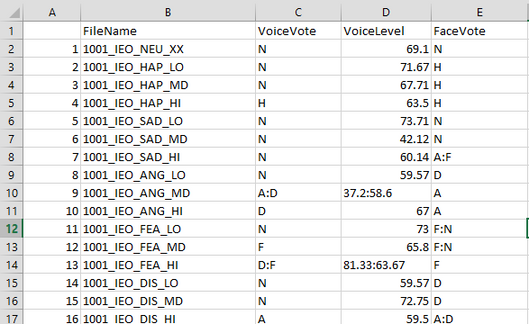 A B C D E
1 FileName VoiceVote VoiceLevel FaceVote
2 1 1001_IEO_NEU_XX N 69.1 N
3 2 1001_IEO_HAP_LO N 71.67 H
4 3 1001_IEO_HAP_MD N 67.71 H
5 4 1001_IEO_HAP_HI H 63.5 H
6 5 1001_IEO_SAD_LO N 73.71 N
7 6 1001_IEO_SAD_MD N 42.12 N
8 7 1001_IEO_SAD_HI N 60.14 A:F
9 8 1001_IEO_ANG_LO N 59.57 D
10 9 1001_IEO_ANG_MD A:D 37.2:58.6 A
11 10 1001_IEO_ANG_HI D 67 A
12 11 1001_IEO_FEA_LO N 73 F:N
13 12 1001_IEO_FEA_MD F 65.8 F:N
14 13 1001_IEO_FEA_HI D:F 81.33:63.67 F
15 14 1001_IEO_DIS_LO N 59.57 D
16 15 1001_IEO_DIS_MD N 72.75 D
17 16 1001_IEO_DIS_HI A 59.5 A:D